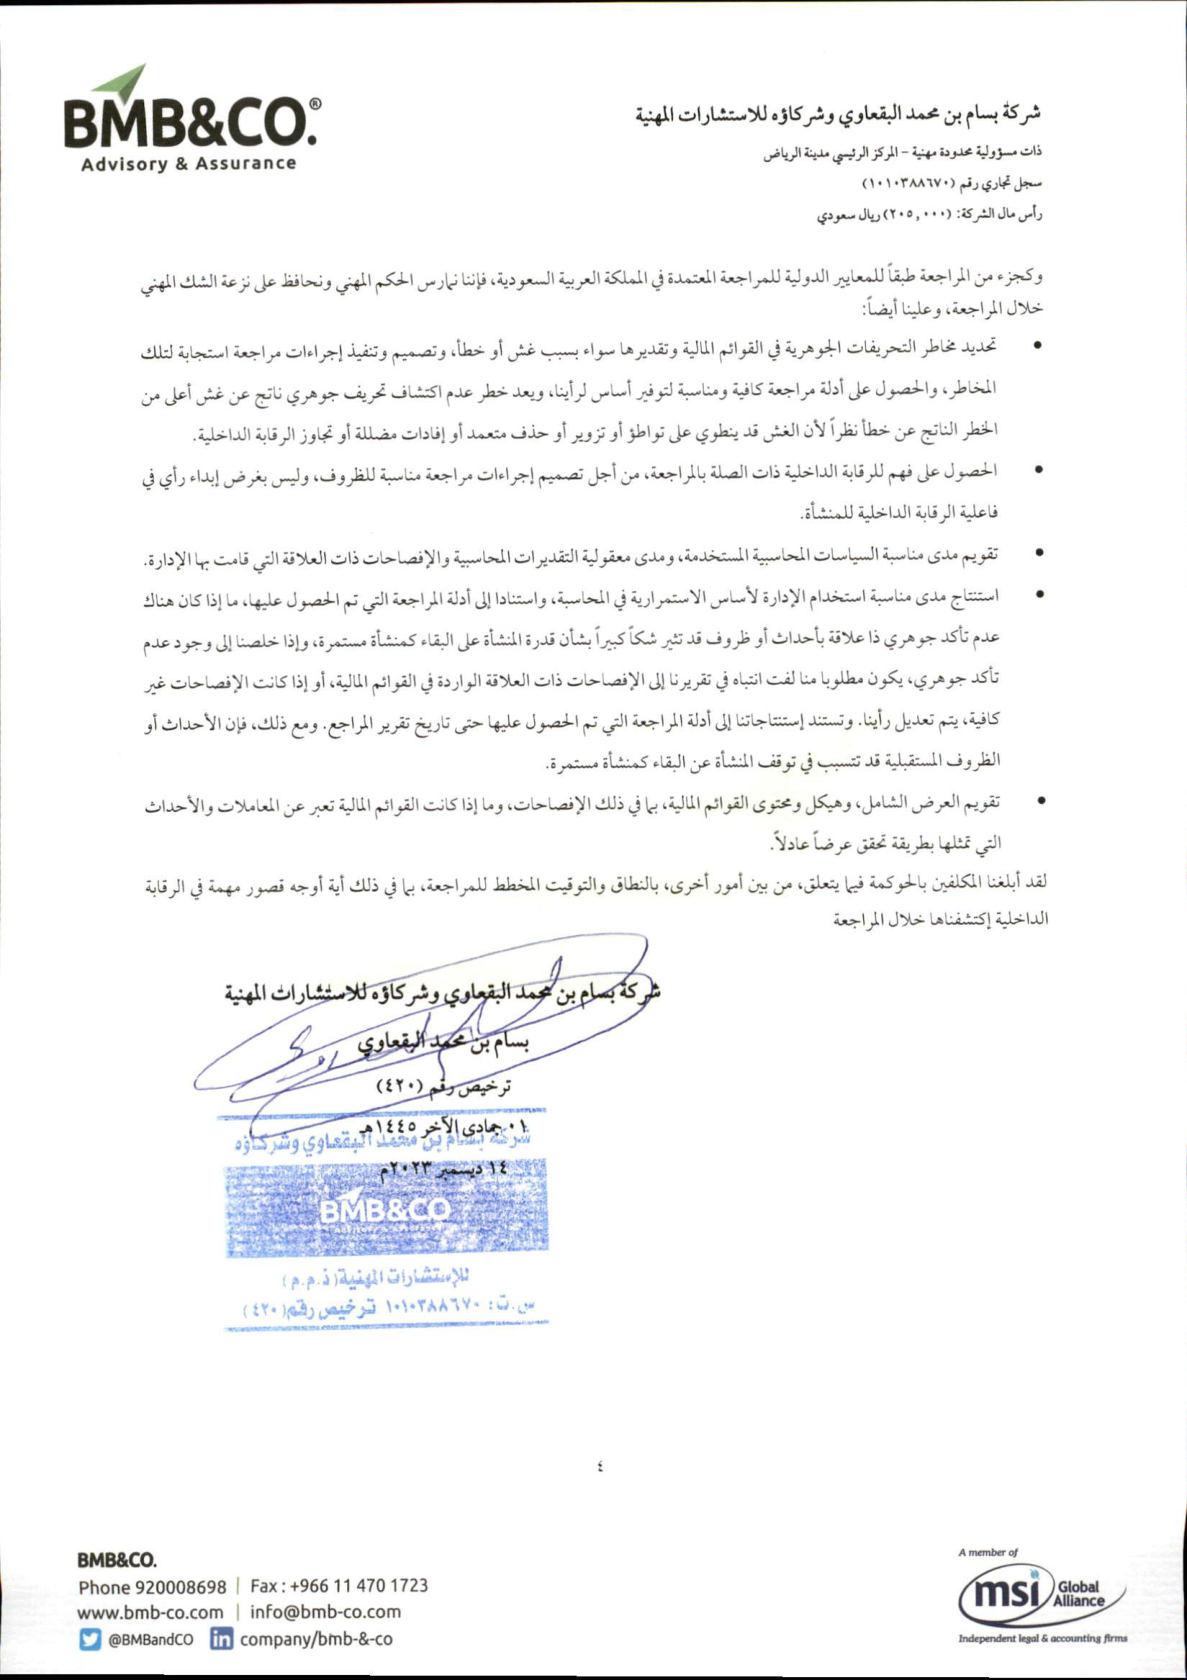 BMB&CO.®
Advisory & Assurance
شركة بسام بن محمد البقعاوي وشركاؤه للاستشارات المهنية
ذات مسؤولية محدودة مهنية – المركز الرئيسي مدينة الرياض
سجل تجاري رقم (١٠١٠٣٨٨٦٧٠)
رأس مال الشركة: (٢٠٥,٠٠٠) ريال سعودي
وكجزء من المراجعة طبقاً للمعايير الدولية للمراجعة المعتمدة في المملكة العربية السعودية، فإننا نمارس الحكم المهني ونحافظ على نزعة الشك المهني
خلال المراجعة، وعلينا أيضاً:
• تحديد مخاطر التحريفات الجوهرية في القوائم المالية وتقديرها سواء بسبب غش أو خطأ، وتصميم وتنفيذ إجراءات مراجعة استجابة لتلك
المخاطر، والحصول على أدلة مراجعة كافية ومناسبة لتوفير أساس لرأينا، ويعد خطر عدم اكتشاف تحريف جوهري ناتج عن غش أعلى من
الخطر الناتج عن خطأ نظراً لأن الغش قد ينطوي على تواطؤ أو تزوير أو حذف متعمد أو إفادات مضللة أو تجاوز الرقابة الداخلية.
• الحصول على فهم للرقابة الداخلية ذات الصلة بالمراجعة، من أجل تصميم إجراءات مراجعة مناسبة للظروف، وليس بغرض إبداء رأي في
فاعلية الرقابة الداخلية للمنشأة.
• تقويم مدى مناسبة السياسات المحاسبية المستخدمة، ومدى معقولية التقديرات المحاسبية والإفصاحات ذات العلاقة التي قامت بها الإدارة.
• استنتاج مدى مناسبة استخدام الإدارة لأساس الاستمرارية في المحاسبة، واستنادا إلى أدلة المراجعة التي تم الحصول عليها، ما إذا كان هناك
عدم تأكد جوهري ذا علاقة بأحداث أو ظروف قد تثير شكاً كبيراً بشأن قدرة المنشأة على البقاء كمنشأة مستمرة، وإذا خلصنا إلى وجود عدم
تأكد جوهري، يكون مطلوبا منا لفت انتباه في تقريرنا إلى الإفصاحات ذات العلاقة الواردة في القوائم المالية، أو إذا كانت الإفصاحات غير
كافية، يتم تعديل رأينا. وتستند إستنتاجاتنا إلى أدلة المراجعة التي تم الحصول عليها حتى تاريخ تقرير المراجع. ومع ذلك، فإن الأحداث أو
الظروف المستقبلية قد تتسبب في توقف المنشأة عن البقاء كمنشأة مستمرة.
• تقويم العرض الشامل، وهيكل ومحتوى القوائم المالية، بما في ذلك الإفصاحات، وما إذا كانت القوائم المالية تعبر عن المعاملات والأحداث
التي تمثلها بطريقة تحقق عرضاً عادلاً.
لقد أبلغنا المكلفين بالحوكمة فيما يتعلق، من بين أمور أخرى، بالنطاق والتوقيت المخطط للمراجعة، بما في ذلك أية أوجه قصور مهمة في الرقابة
الداخلية إكتشفناها خلال المراجعة
شركة بسام بن محمد البقعاوي وشركاؤه للاستشارات المهنية
بسام بن محمد البقعاوي
ترخيص رقم (٤٢٠)
٠١ جمادى الآخر ١٤٤٥هـ
شركة بسام بن محمد البقعاوي وشركاؤه
١٤ ديسمبر ٢٠٢٣م
BMB&CO
للإستشارات المهنية (ذ.م.م)
س.ت: ١٠١٠٣٨٨٦٧٠ ترخيص رقم (٤٢٠)
٤
BMB&CO.
Phone 920008698 | Fax : +966 11 470 1723
www.bmb-co.com | info@bmb-co.com
@BMBandCO in company/bmb-&-co
A member of
msi Global Alliance
Independent legal & accounting firms